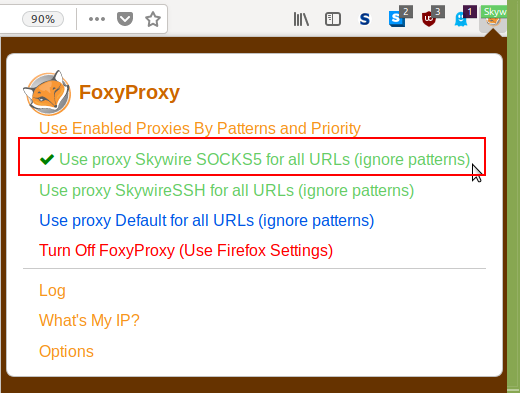 90%
S
S
2
3
1
Skyw
FoxyProxy
Use Enabled Proxies By Patterns and Priority
Use proxy Skywire SOCKS5 for all URLs (ignore patterns)
Use proxy SkywireSSH for all URLs (ignore patterns)
Use proxy Default for all URLs (ignore patterns)
Turn Off FoxyProxy (Use Firefox Settings)
Log
What's My IP?
Options